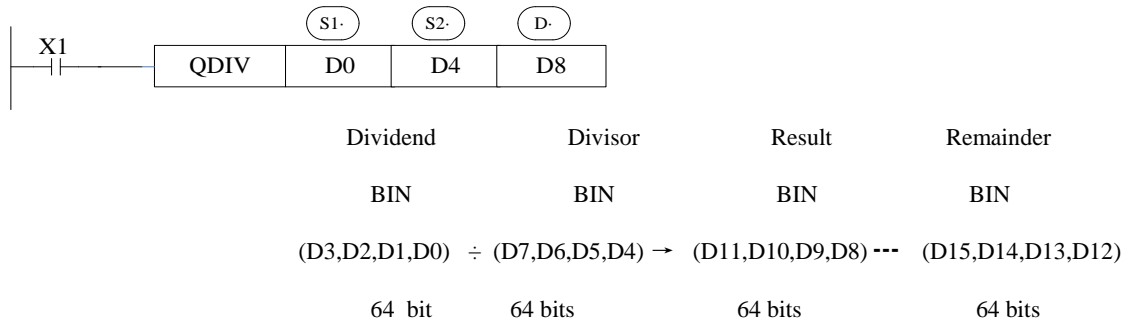 S1· S2· D·
X1
QDIV D0 D4 D8
Dividend Divisor Result Remainder
BIN BIN BIN BIN
(D3,D2,D1,D0) ÷ (D7,D6,D5,D4) → (D11,D10,D9,D8) --- (D15,D14,D13,D12)
64 bit 64 bits 64 bits 64 bits